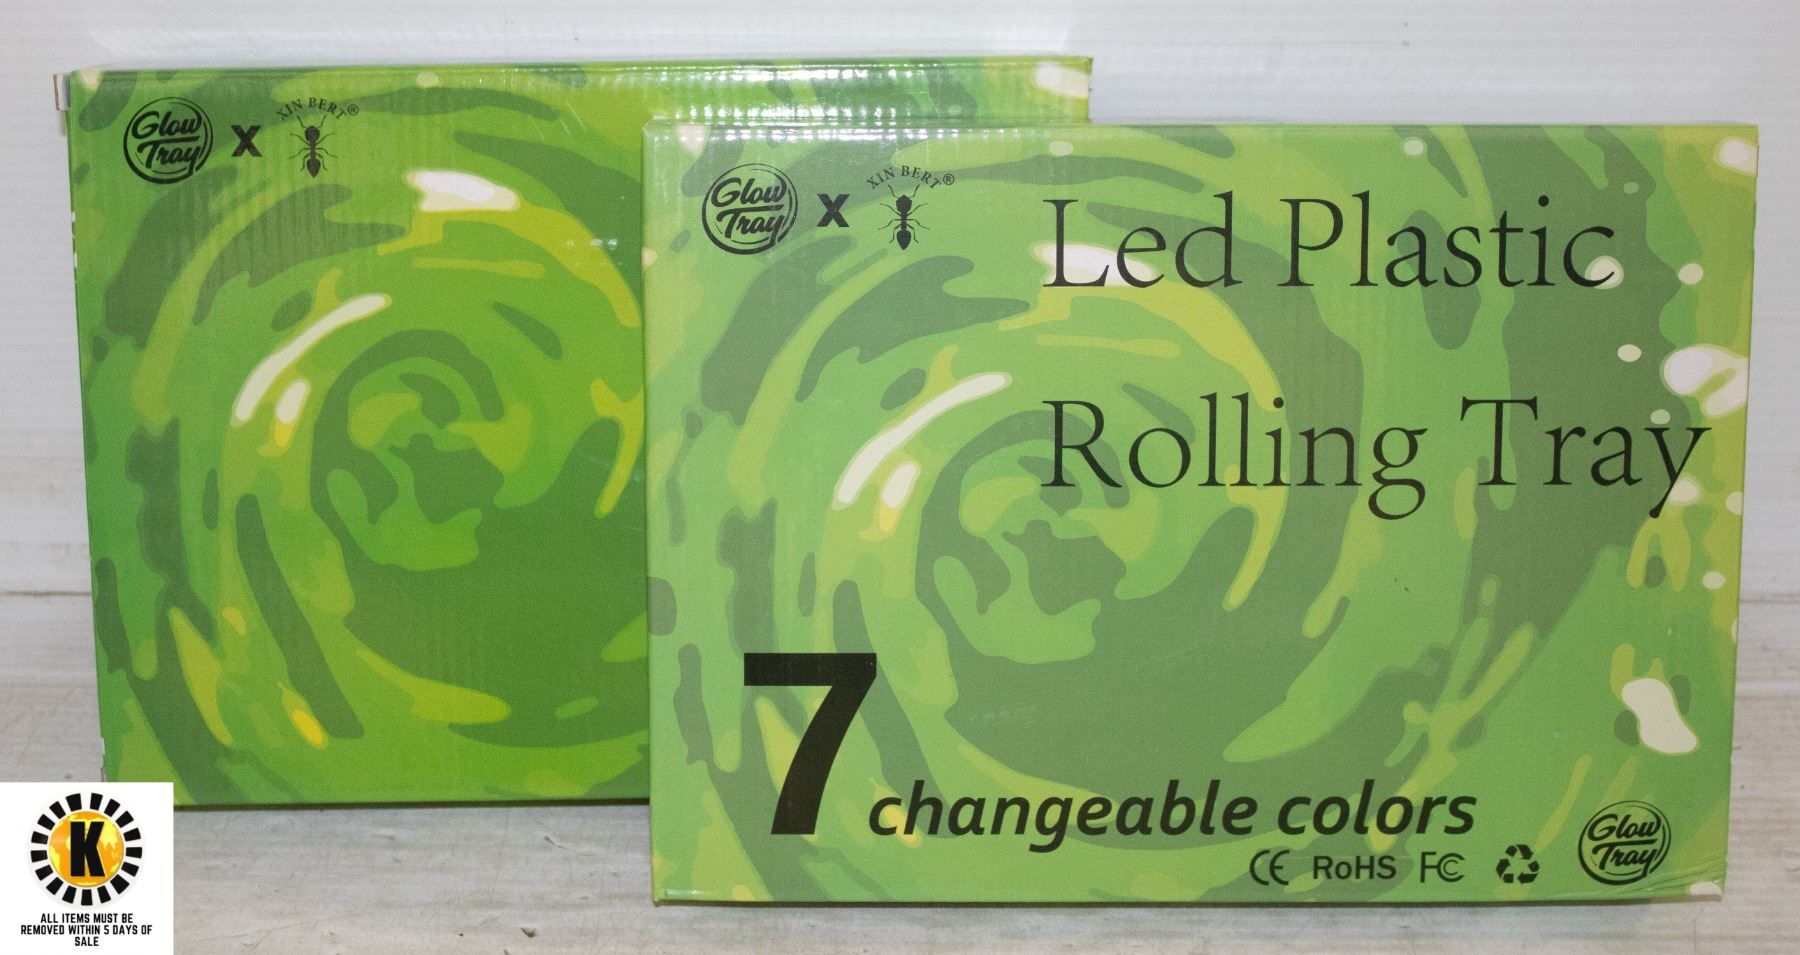 Glow Tray X XIN BERT®
Glow Tray X XIN BERT®
Led Plastic
Rolling Tray
7 changeable colors
CE RoHS FC
Glow Tray
K
ALL ITEMS MUST BE
REMOVED WITHIN 5 DAYS OF
SALE